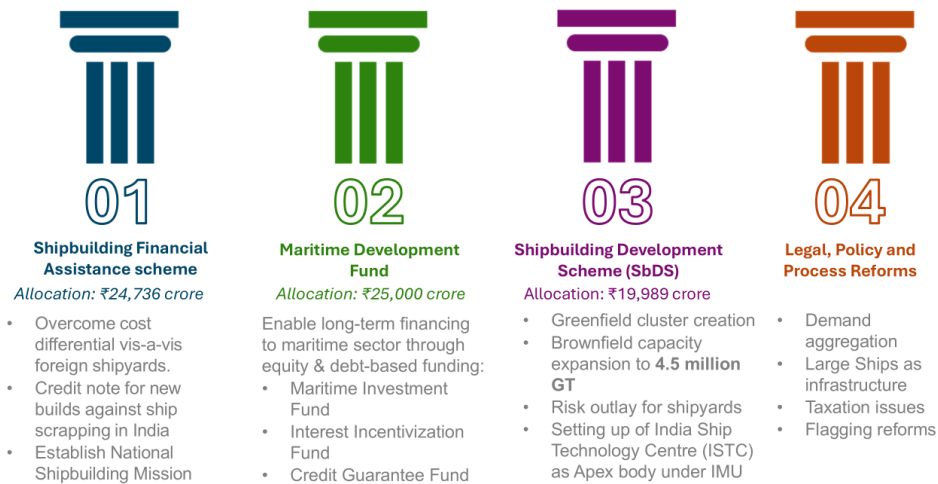 01
Shipbuilding Financial
Assistance scheme
Allocation: ₹24,736 crore
• Overcome cost
differential vis-a-vis
foreign shipyards.
• Credit note for new
builds against ship
scrapping in India
• Establish National
Shipbuilding Mission
02
Maritime Development
Fund
Allocation: ₹25,000 crore
Enable long-term financing
to maritime sector through
equity & debt-based funding:
• Maritime Investment
Fund
• Interest Incentivization
Fund
• Credit Guarantee Fund
03
Shipbuilding Development
Scheme (SbDS)
Allocation: ₹19,989 crore
• Greenfield cluster creation
• Brownfield capacity
expansion to 4.5 million
GT
• Risk outlay for shipyards
• Setting up of India Ship
Technology Centre (ISTC)
as Apex body under IMU
04
Legal, Policy and
Process Reforms
• Demand
aggregation
• Large Ships as
infrastructure
• Taxation issues
• Flagging reforms